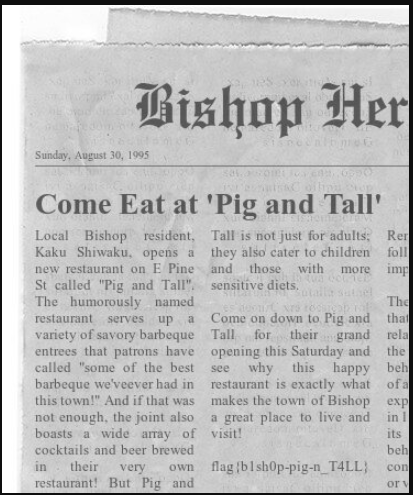 Bishop Her
Sunday, August 30, 1995
Come Eat at 'Pig and Tall'
Local Bishop resident,
Kaku Shiwaku, opens a
new restaurant on E Pine
St called "Pig and Tall".
The humorously named
restaurant serves up a
variety of savory barbeque
entrees that patrons have
called "some of the best
barbeque we'veever had in
this town!" And if that was
not enough, the joint also
boasts a wide array of
cocktails and beer brewed
in their very own
restaurant! But Pig and
Tall is not just for adults;
they also cater to children
and those with more
sensitive diets.
Come on down to Pig and
Tall for their grand
opening this Saturday and
see why this happy
restaurant is exactly what
makes the town of Bishop
a great place to live and
visit!
flag{b1sh0p-pig-n_T4LL}
foll
imp
The
that
rela
the
beh
of a
exp
in l
its
beh
con
or v